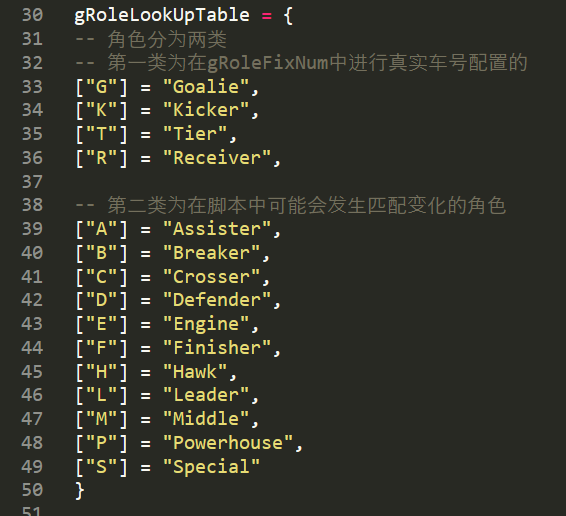 30 gRoleLookUpTable = {
31 -- 角色分为两类
32 -- 第一类为在gRoleFixNum中进行真实车号配置的
33 ["G"] = "Goalie",
34 ["K"] = "Kicker",
35 ["T"] = "Tier",
36 ["R"] = "Receiver",
37
38 -- 第二类为在脚本中可能会发生匹配变化的角色
39 ["A"] = "Assister",
40 ["B"] = "Breaker",
41 ["C"] = "Crosser",
42 ["D"] = "Defender",
43 ["E"] = "Engine",
44 ["F"] = "Finisher",
45 ["H"] = "Hawk",
46 ["L"] = "Leader",
47 ["M"] = "Middle",
48 ["P"] = "Powerhouse",
49 ["S"] = "Special"
50 }
51